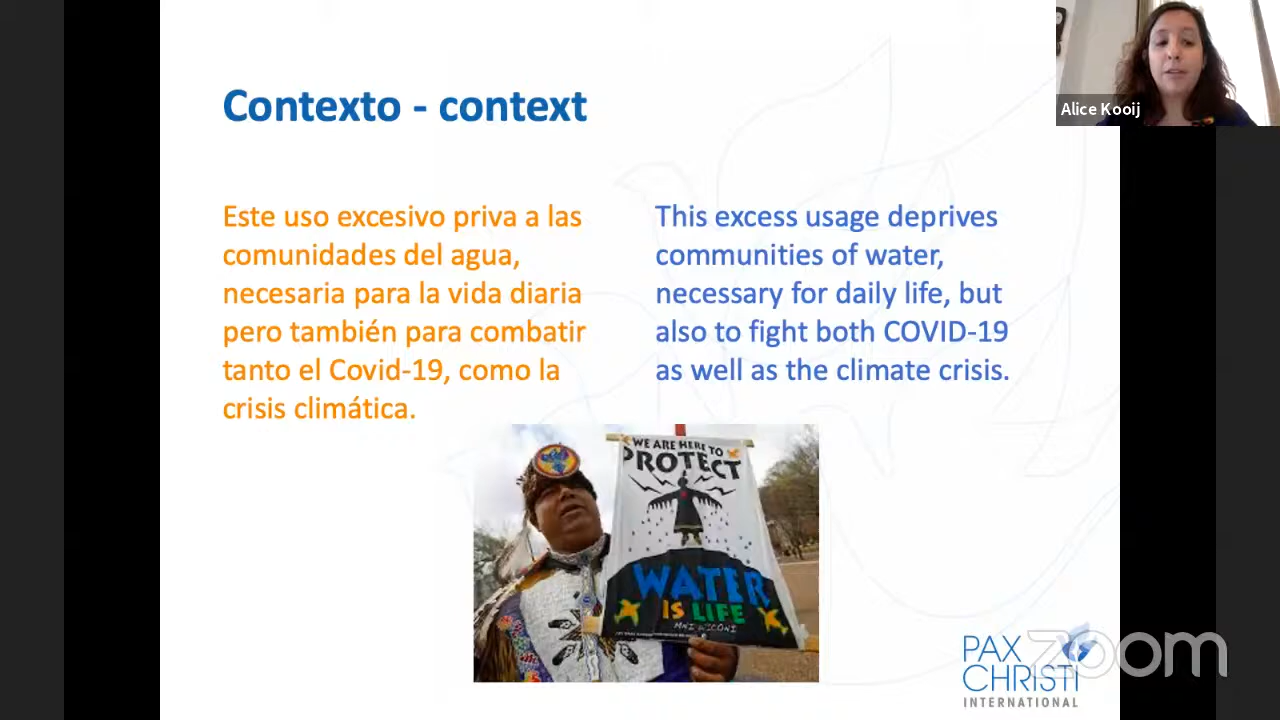 Contexto - context
Alice Kooij
Este uso excesivo priva a las
comunidades del agua,
necesaria para la vida diaria
pero también para combatir
tanto el Covid-19, como la
crisis climática.
This excess usage deprives
communities of water,
necessary for daily life, but
also to fight both COVID-19
as well as the climate crisis.
WE ARE HERE TO
PROTECT
WATER
IS LIFE
MNI WICONI
PAX
CHRISTI
INTERNATIONAL
zoom